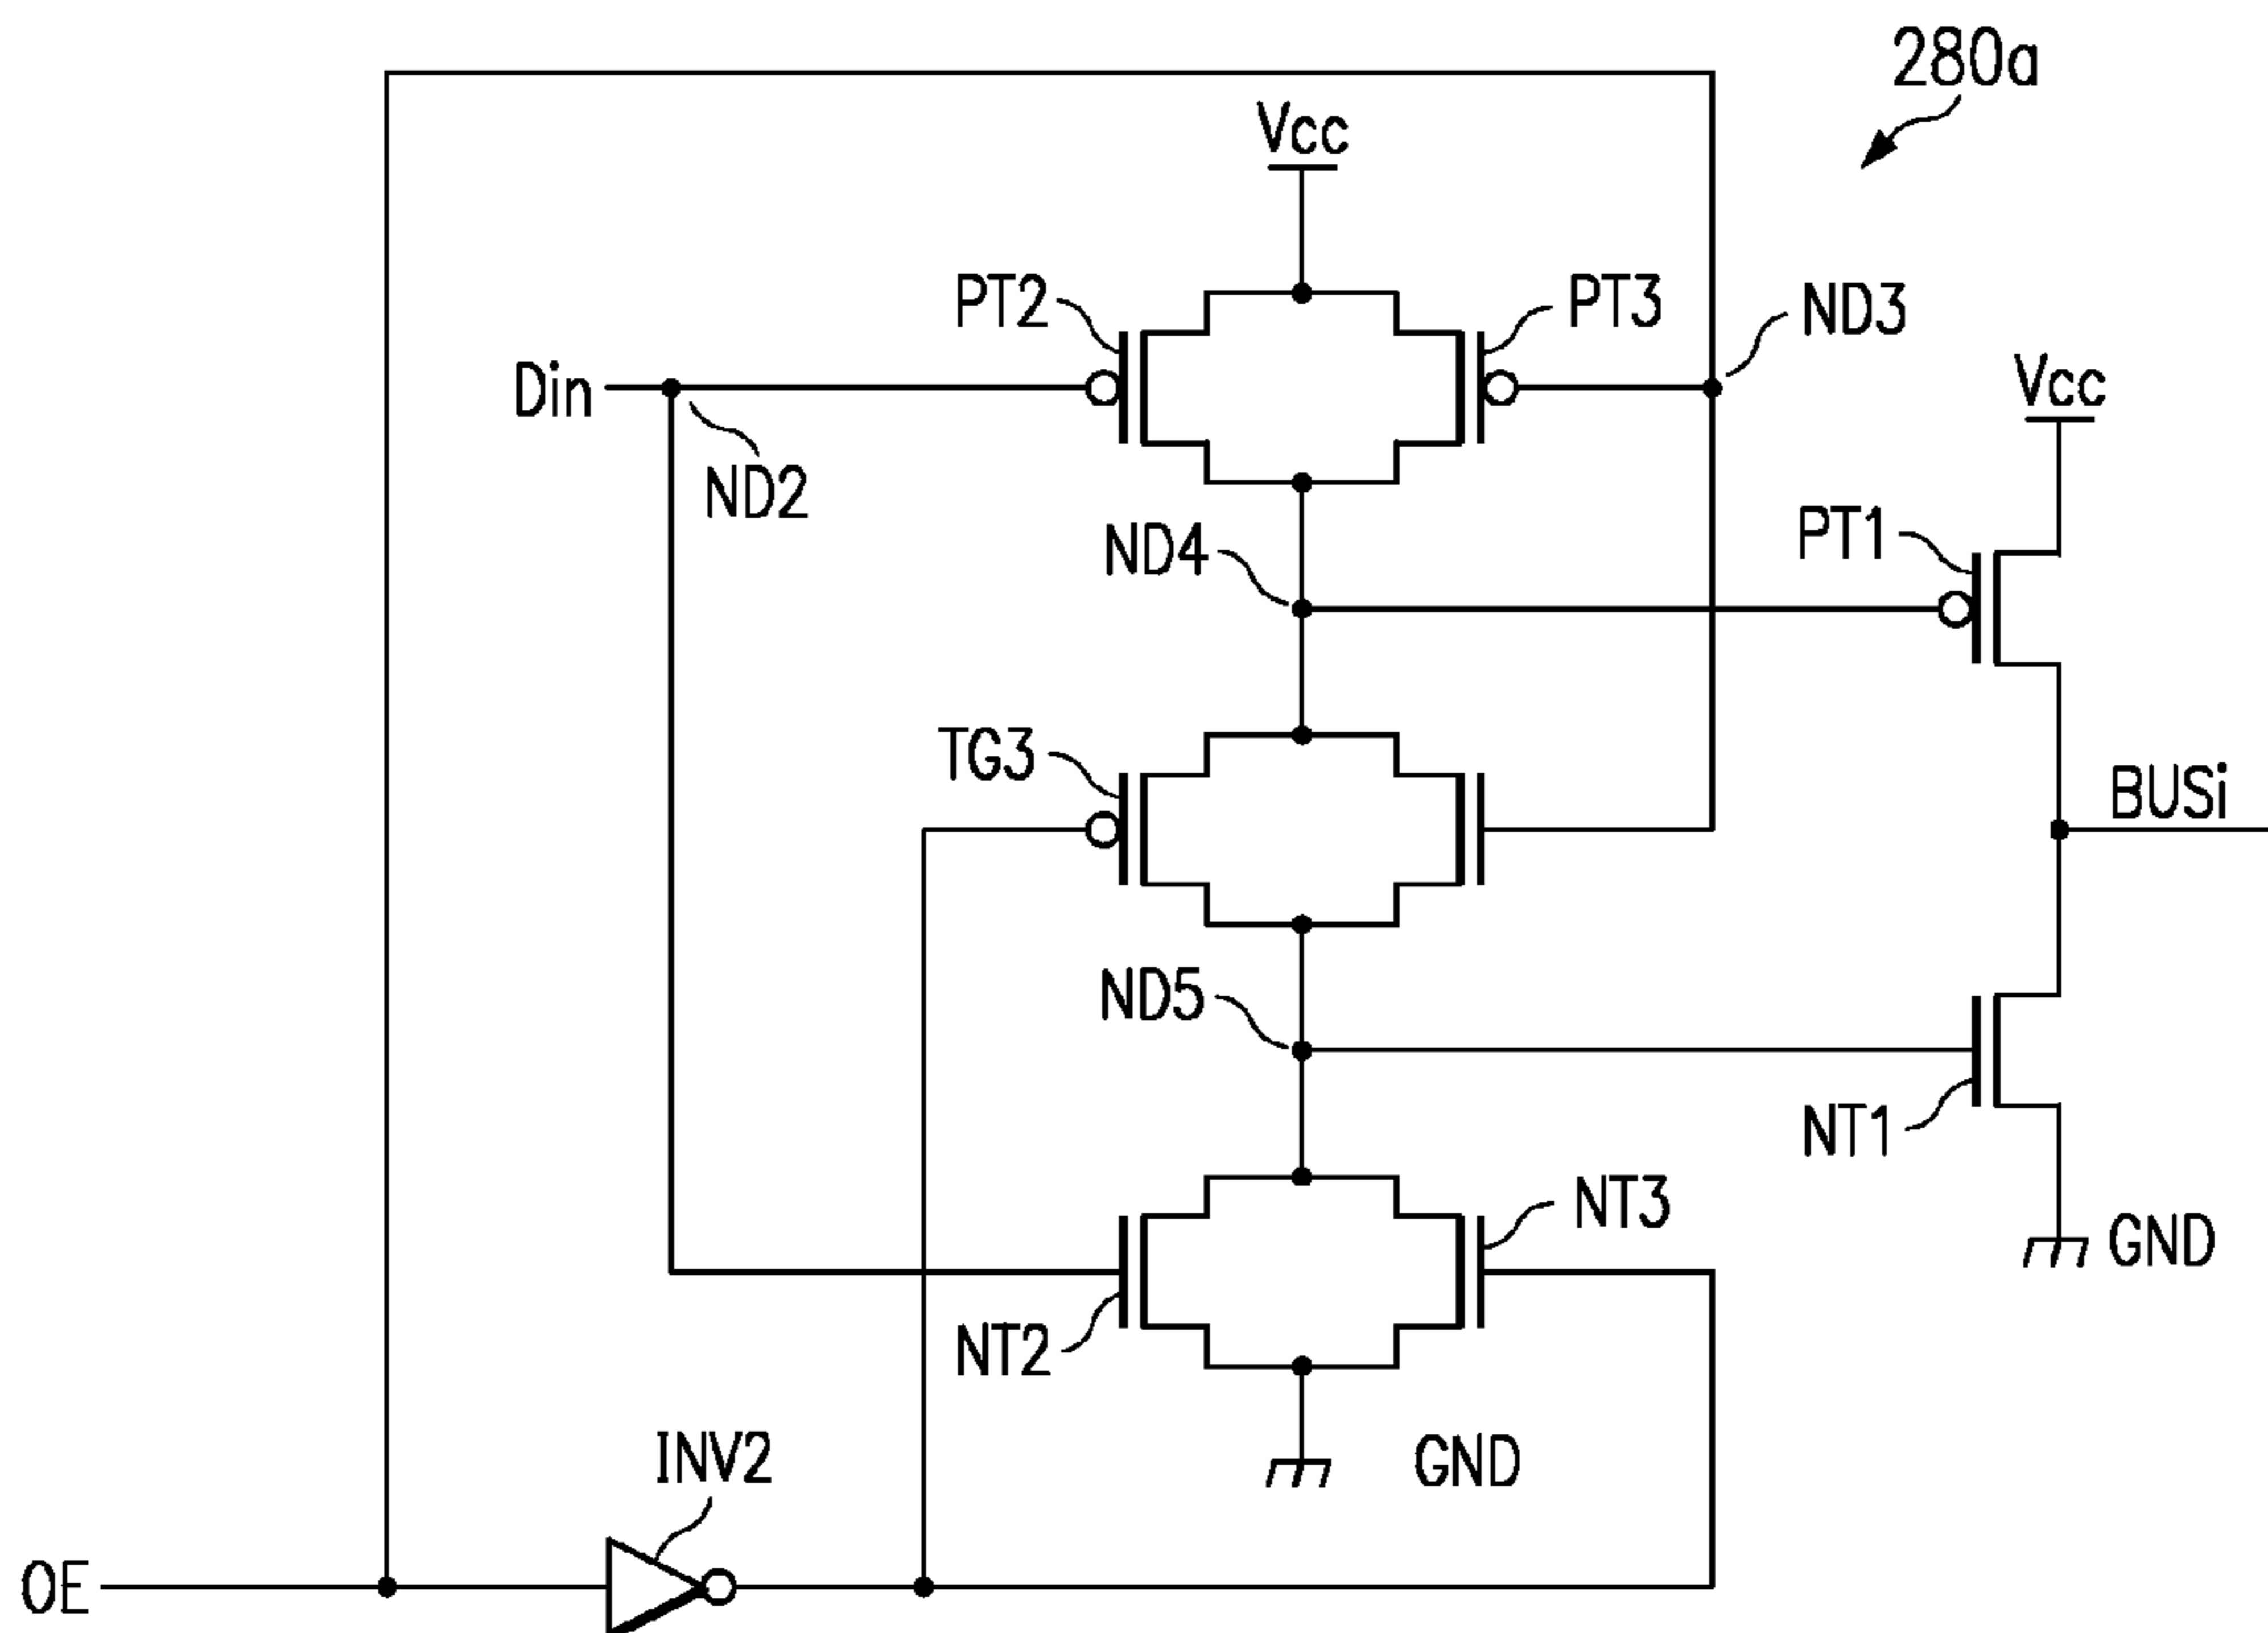 280a
Vcc
PT2
PT3
ND3
Din
Vcc
ND2
PT1
ND4
TG3
BUSi
ND5
NT1
NT3
GND
NT2
INV2
GND
OE